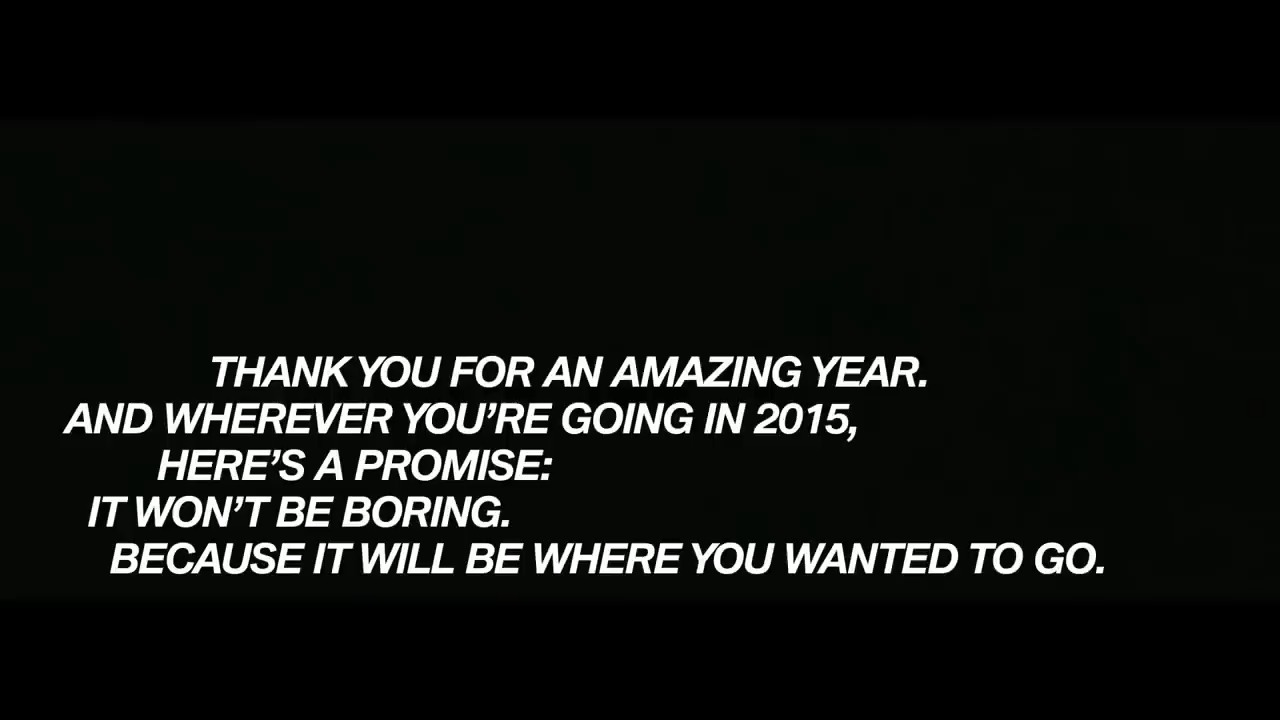 THANK YOU FOR AN AMAZING YEAR.
AND WHEREVER YOU’RE GOING IN 2015,
HERE’S A PROMISE:
IT WON’T BE BORING.
BECAUSE IT WILL BE WHERE YOU WANTED TO GO.